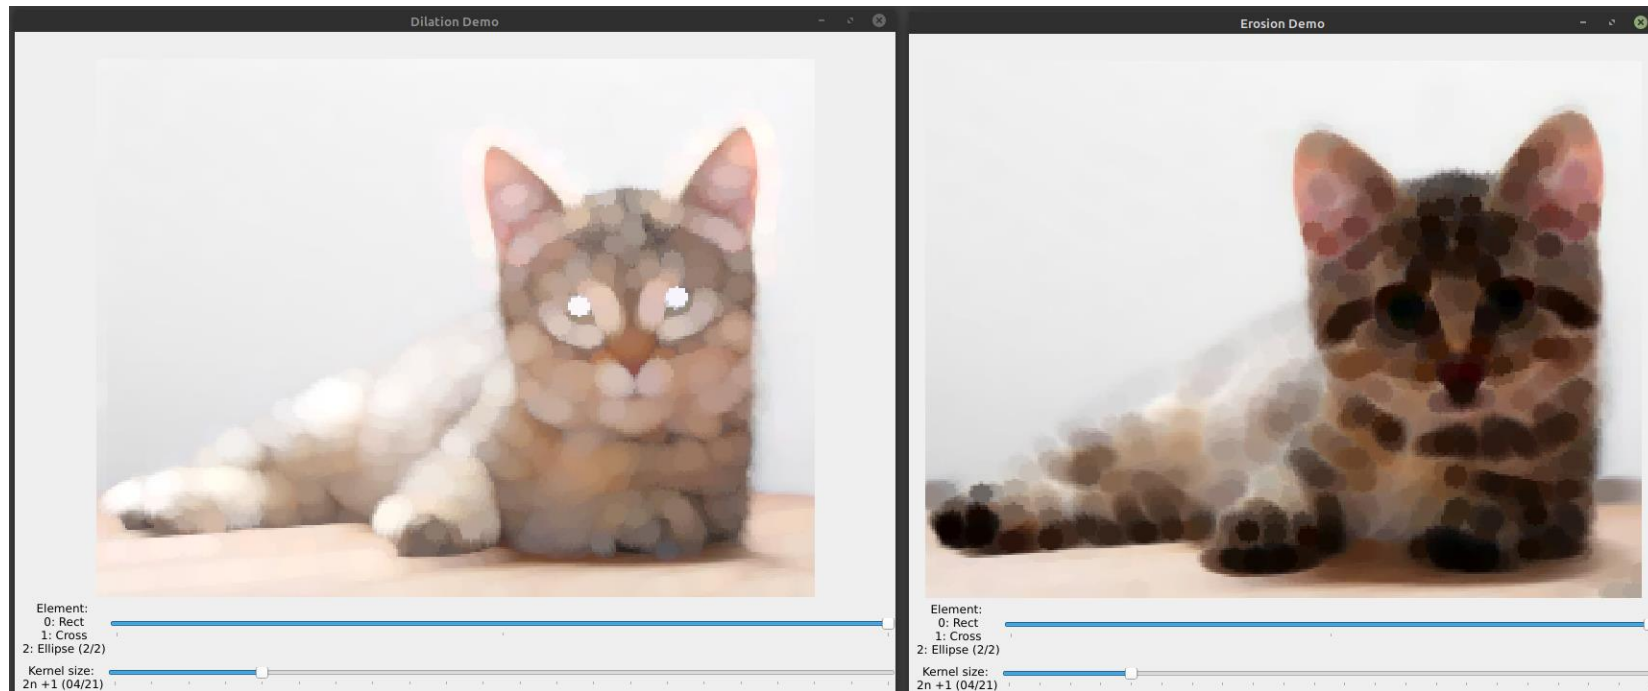 Dilation Demo
Element:
0: Rect
1: Cross
2: Ellipse (2/2)
Kernel size:
2n +1 (04/21)
Erosion Demo
Element:
0: Rect
1: Cross
2: Ellipse (2/2)
Kernel size:
2n +1 (04/21)